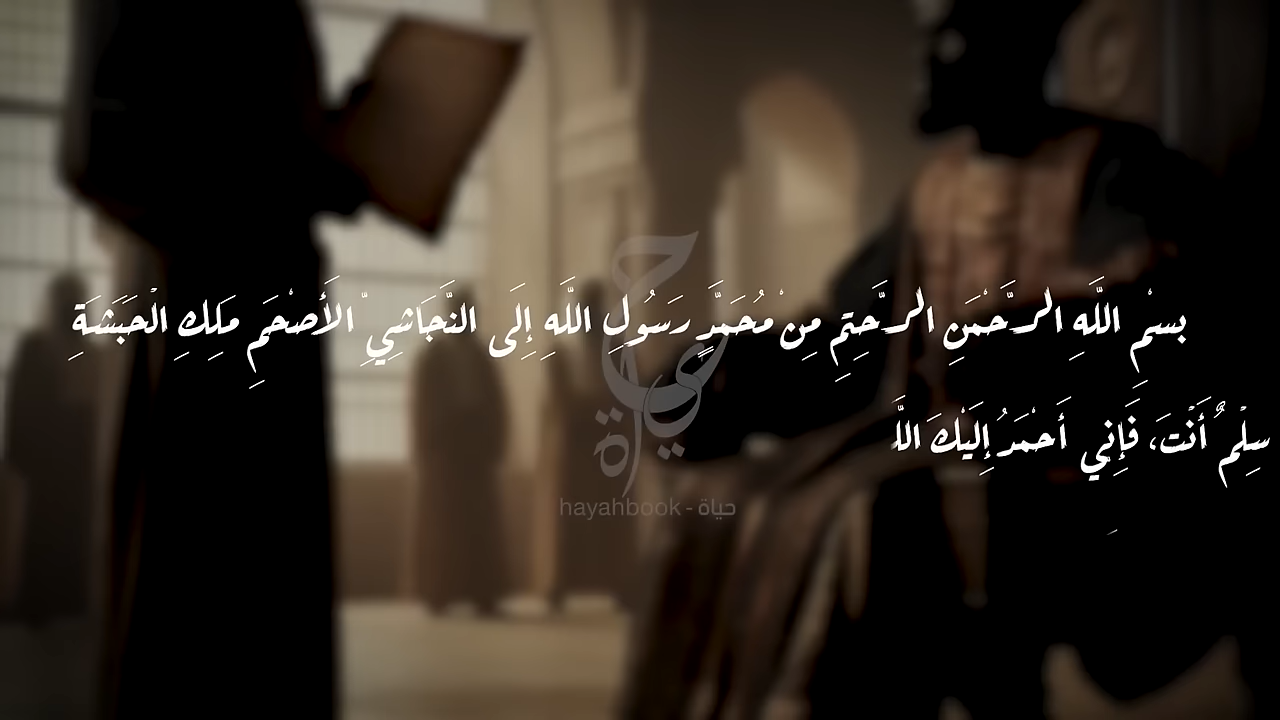 بِسْمِ اللَّهِ الرَّحْمَنِ الرَّحِيمِ مِنْ مُحَمَّدٍ رَسُولِ اللَّهِ إِلَى النَّجَاشِيِّ الأَصْحَمِ مَلِكِ الْحَبَشَةِ
سِلْمٌ أَنْتَ، فَإِنِي أَحْمَدُ إِلَيْكَ اللَّ
حياة
hayahbook - حياة